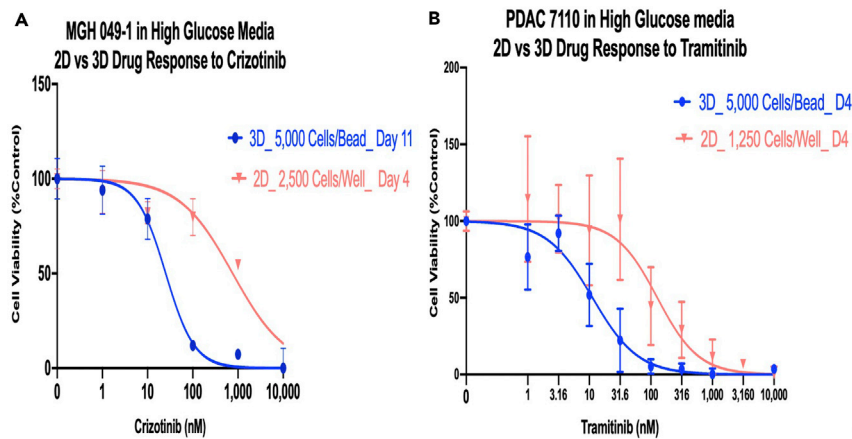 A
MGH 049-1 in High Glucose Media
2D vs 3D Drug Response to Crizotinib
Cell Viability (%Control)
150
100
50
0
3D_ 5,000 Cells/Bead_ Day 11
2D_ 2,500 Cells/Well_ Day 4
0 1 10 100 1,000 10,000
Crizotinib (nM)
B
PDAC 7110 in High Glucose media
2D vs 3D Drug Response to Tramitinib
Cell Viability (%Control)
200
150
100
50
0
3D_ 5,000 Cells/Bead_ D4
2D_ 1,250 Cells/Well_ D4
0 1 3.16 10 31.6 100 316 1,000 3,160 10,000
Tramitinib (nM)